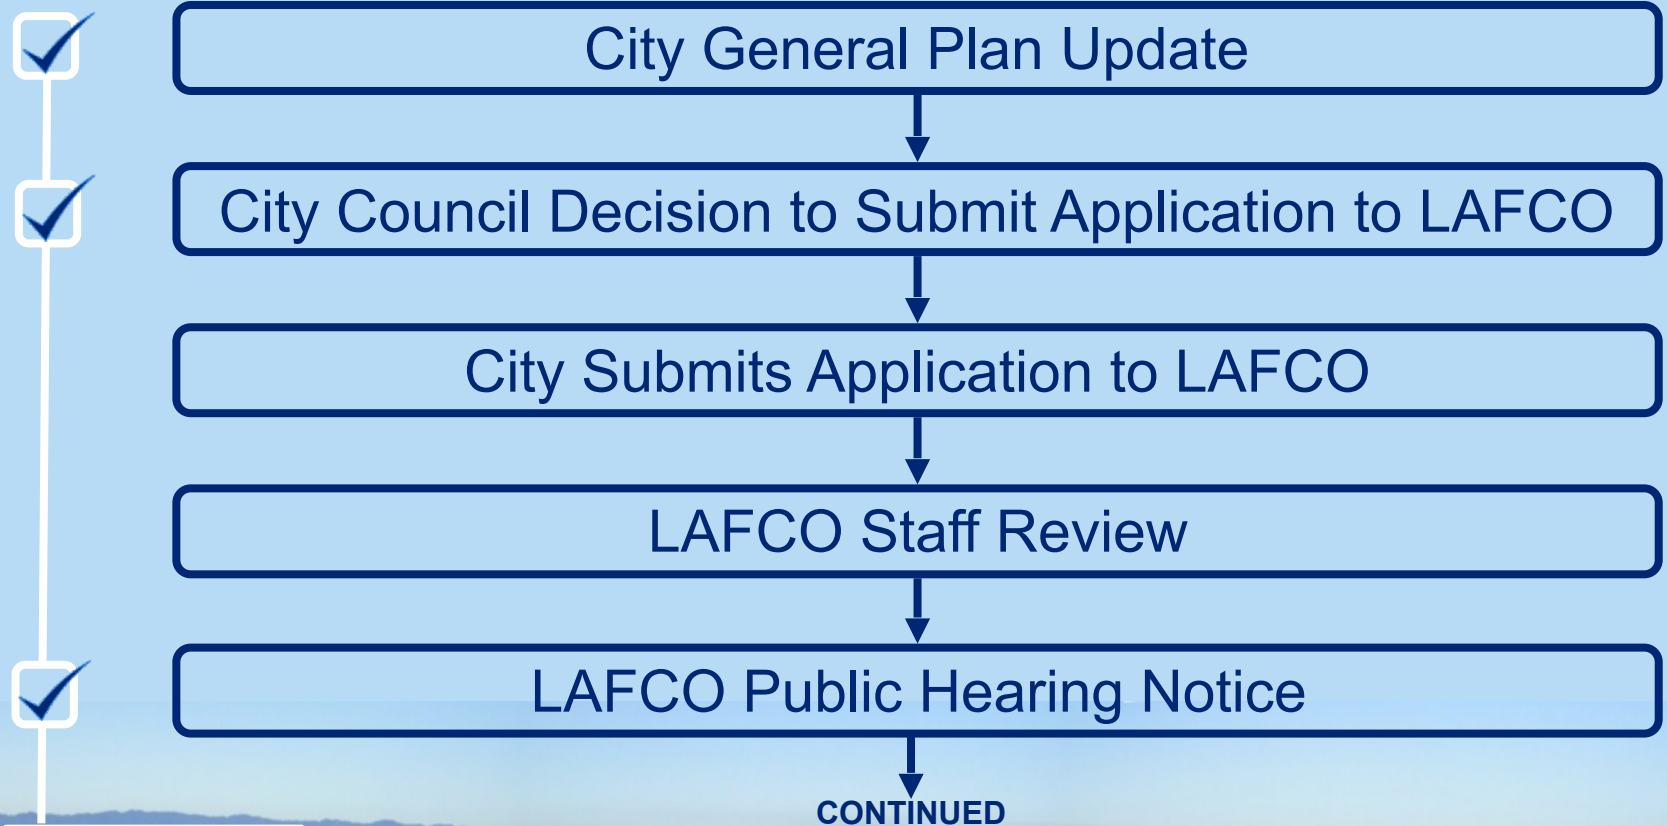 City General Plan Update
City Council Decision to Submit Application to LAFCO
City Submits Application to LAFCO
LAFCO Staff Review
LAFCO Public Hearing Notice
CONTINUED